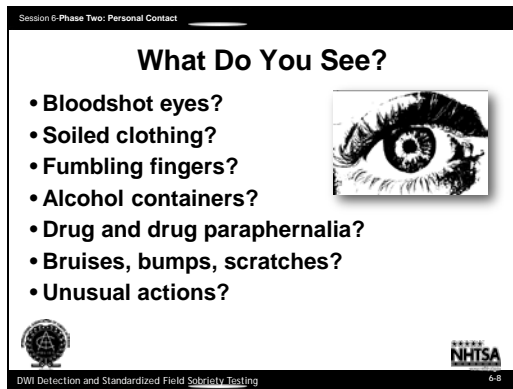 Session 6-Phase Two: Personal Contact
What Do You See?
• Bloodshot eyes?
• Soiled clothing?
• Fumbling fingers?
• Alcohol containers?
• Drug and drug paraphernalia?
• Bruises, bumps, scratches?
• Unusual actions?
NHTSA
DWI Detection and Standardized Field Sobriety Testing
6-8